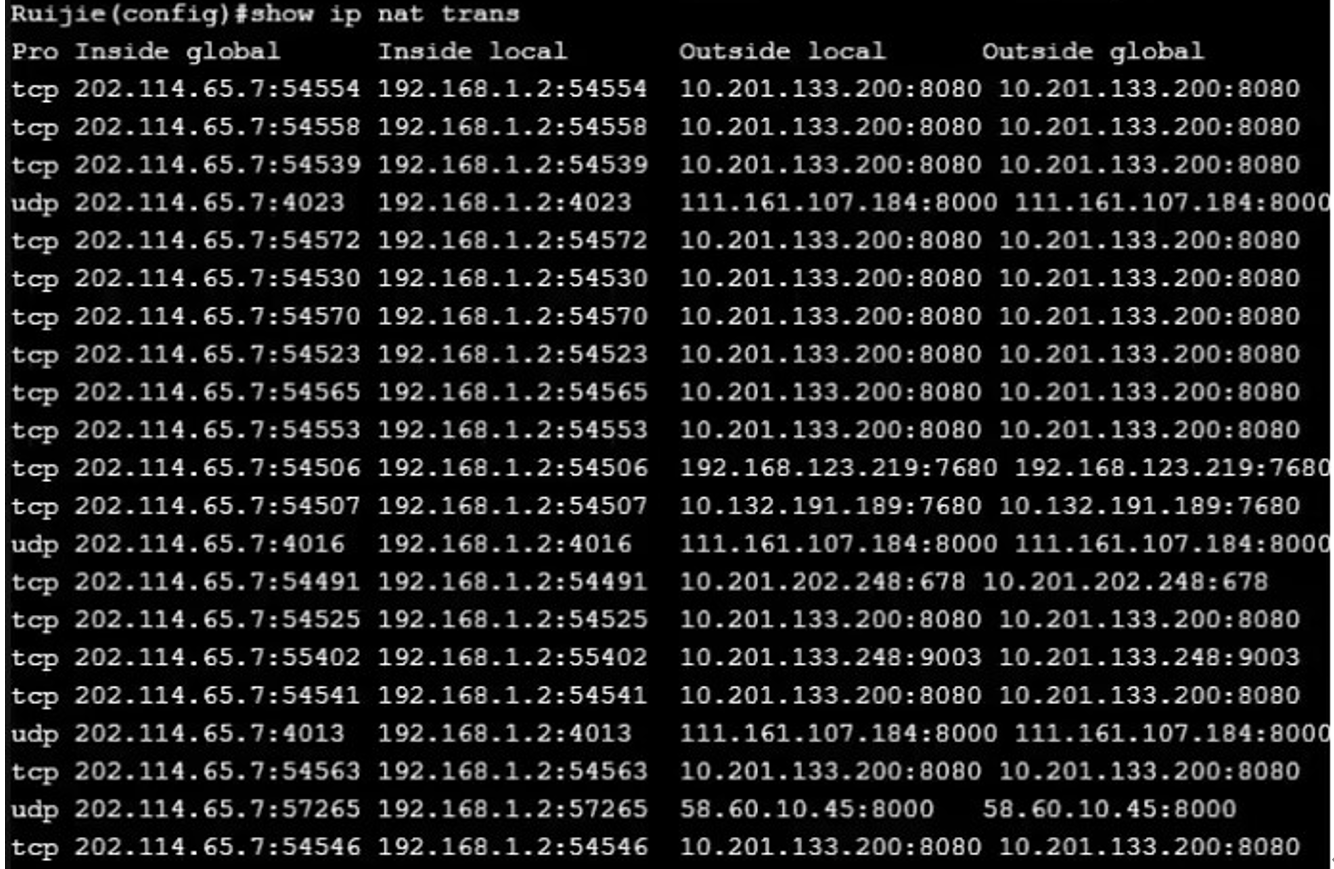 Ruijie(config)#show ip nat trans
Pro Inside global Inside local Outside local Outside global
tcp 202.114.65.7:54554 192.168.1.2:54554 10.201.133.200:8080 10.201.133.200:8080
tcp 202.114.65.7:54558 192.168.1.2:54558 10.201.133.200:8080 10.201.133.200:8080
tcp 202.114.65.7:54539 192.168.1.2:54539 10.201.133.200:8080 10.201.133.200:8080
udp 202.114.65.7:4023 192.168.1.2:4023 111.161.107.184:8000 111.161.107.184:8000
tcp 202.114.65.7:54572 192.168.1.2:54572 10.201.133.200:8080 10.201.133.200:8080
tcp 202.114.65.7:54530 192.168.1.2:54530 10.201.133.200:8080 10.201.133.200:8080
tcp 202.114.65.7:54570 192.168.1.2:54570 10.201.133.200:8080 10.201.133.200:8080
tcp 202.114.65.7:54523 192.168.1.2:54523 10.201.133.200:8080 10.201.133.200:8080
tcp 202.114.65.7:54565 192.168.1.2:54565 10.201.133.200:8080 10.201.133.200:8080
tcp 202.114.65.7:54553 192.168.1.2:54553 10.201.133.200:8080 10.201.133.200:8080
tcp 202.114.65.7:54506 192.168.1.2:54506 192.168.123.219:7680 192.168.123.219:7680
tcp 202.114.65.7:54507 192.168.1.2:54507 10.132.191.189:7680 10.132.191.189:7680
udp 202.114.65.7:4016 192.168.1.2:4016 111.161.107.184:8000 111.161.107.184:8000
tcp 202.114.65.7:54491 192.168.1.2:54491 10.201.202.248:678 10.201.202.248:678
tcp 202.114.65.7:54525 192.168.1.2:54525 10.201.133.200:8080 10.201.133.200:8080
tcp 202.114.65.7:55402 192.168.1.2:55402 10.201.133.248:9003 10.201.133.248:9003
tcp 202.114.65.7:54541 192.168.1.2:54541 10.201.133.200:8080 10.201.133.200:8080
udp 202.114.65.7:4013 192.168.1.2:4013 111.161.107.184:8000 111.161.107.184:8000
tcp 202.114.65.7:54563 192.168.1.2:54563 10.201.133.200:8080 10.201.133.200:8080
udp 202.114.65.7:57265 192.168.1.2:57265 58.60.10.45:8000 58.60.10.45:8000
tcp 202.114.65.7:54546 192.168.1.2:54546 10.201.133.200:8080 10.201.133.200:8080